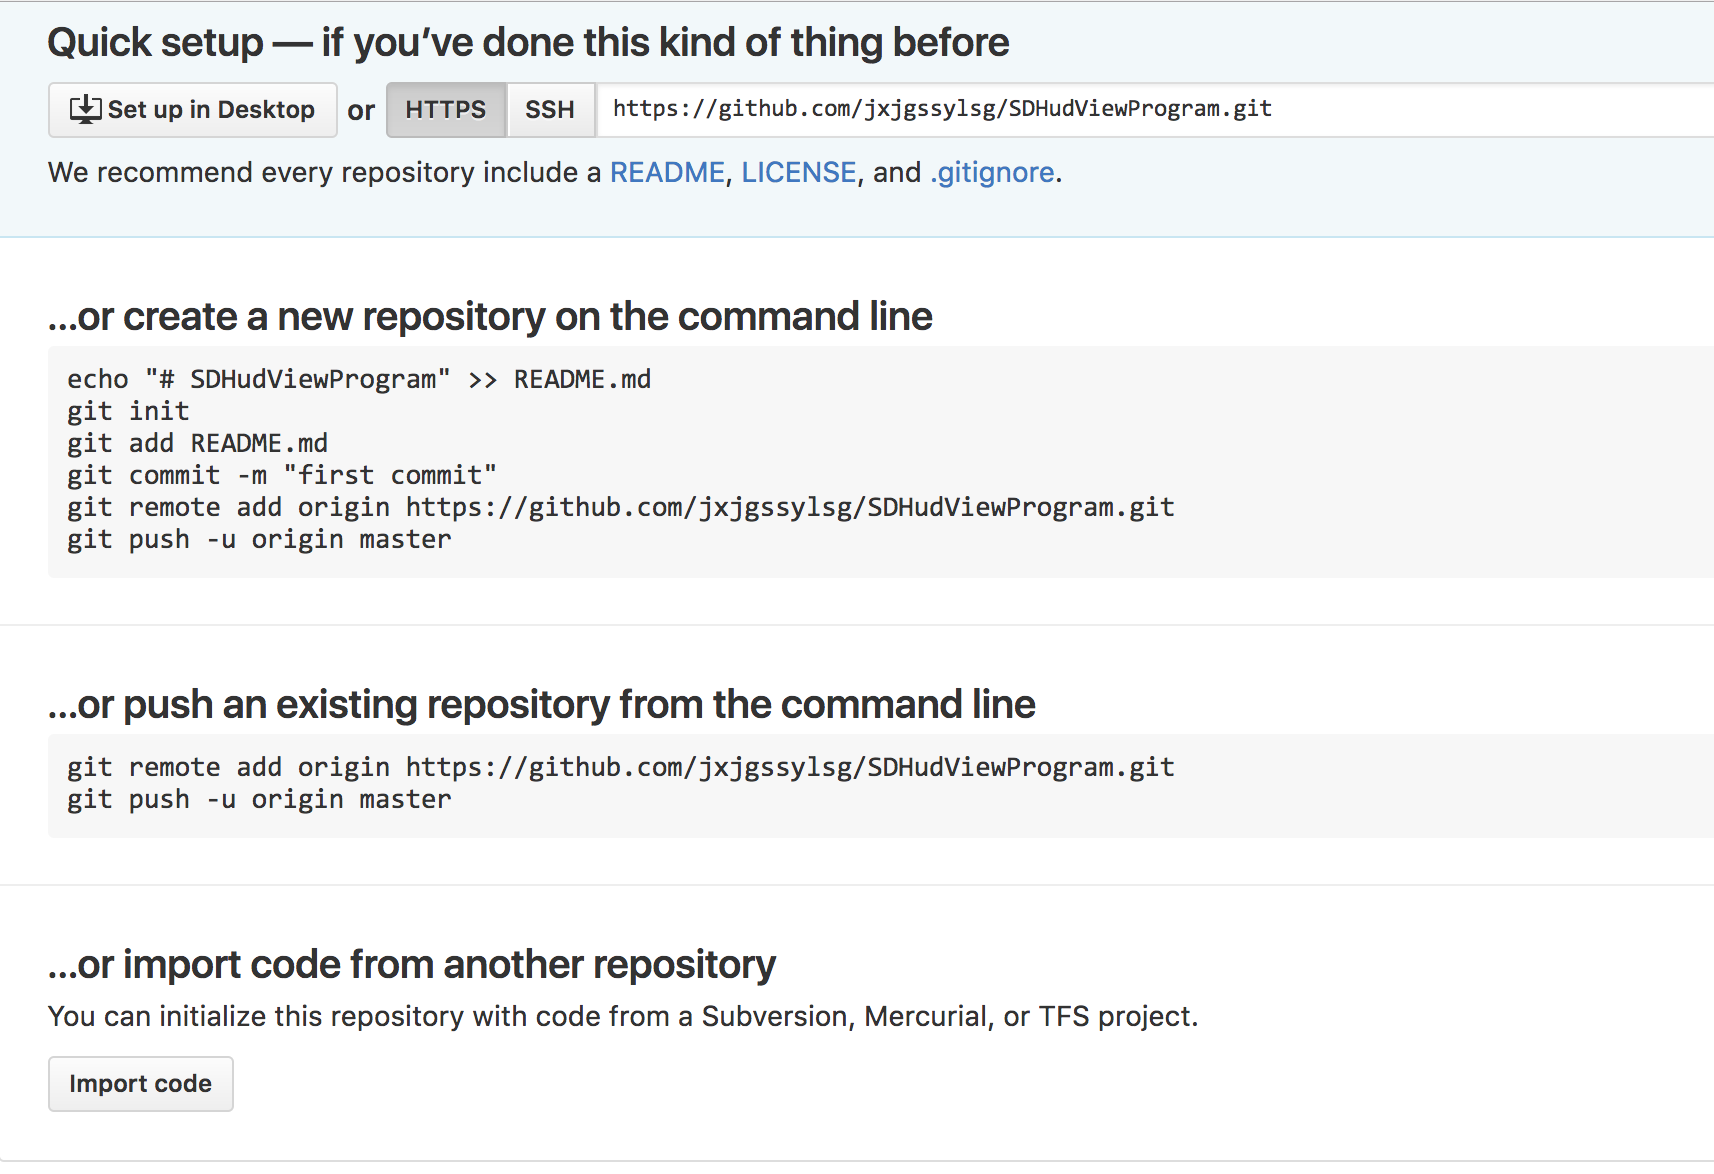 Quick setup — if you’ve done this kind of thing before
Set up in Desktop or HTTPS SSH https://github.com/jxjgssylsg/SDHudViewProgram.git
We recommend every repository include a README, LICENSE, and .gitignore.
…or create a new repository on the command line
echo "# SDHudViewProgram" >> README.md
git init
git add README.md
git commit -m "first commit"
git remote add origin https://github.com/jxjgssylsg/SDHudViewProgram.git
git push -u origin master
…or push an existing repository from the command line
git remote add origin https://github.com/jxjgssylsg/SDHudViewProgram.git
git push -u origin master
…or import code from another repository
You can initialize this repository with code from a Subversion, Mercurial, or TFS project.
Import code